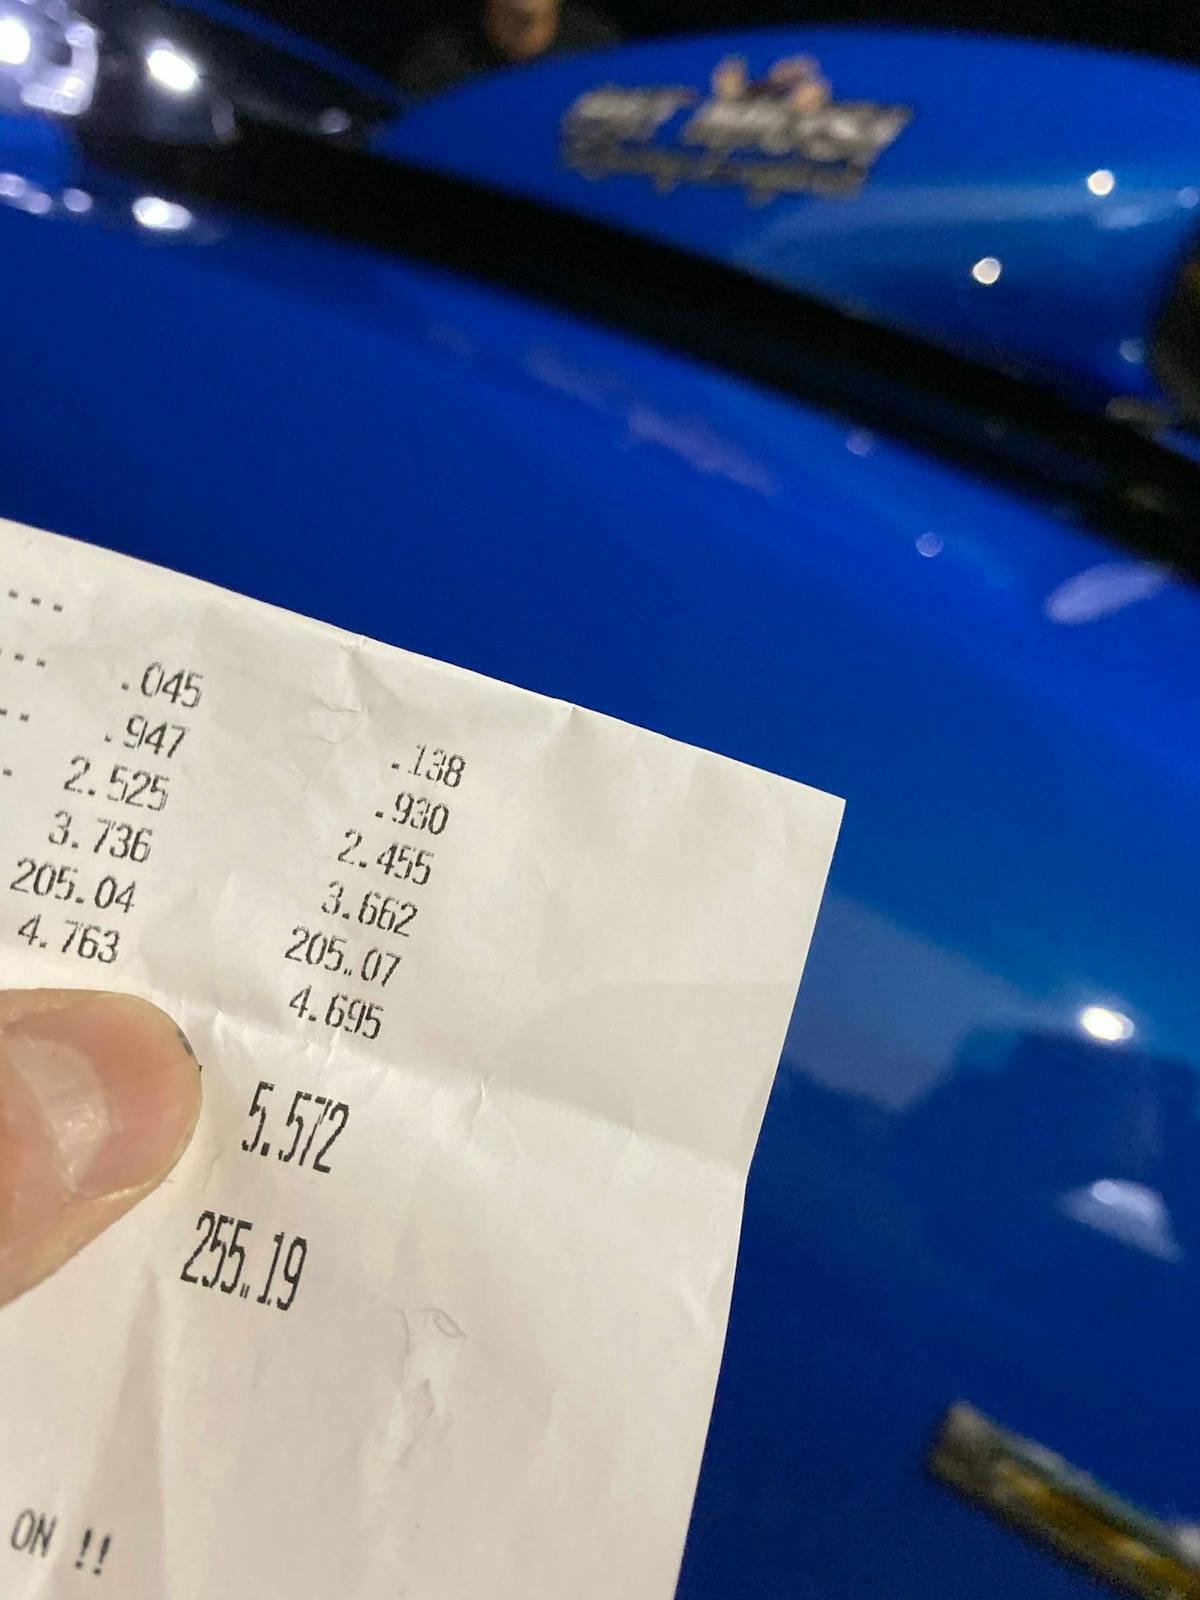 ---
--- .045
-- .947 .138
- 2.525 .930
3.736 2.455
205.04 3.662
4.763 205.07
4.695
5.572
255.19
ON !!